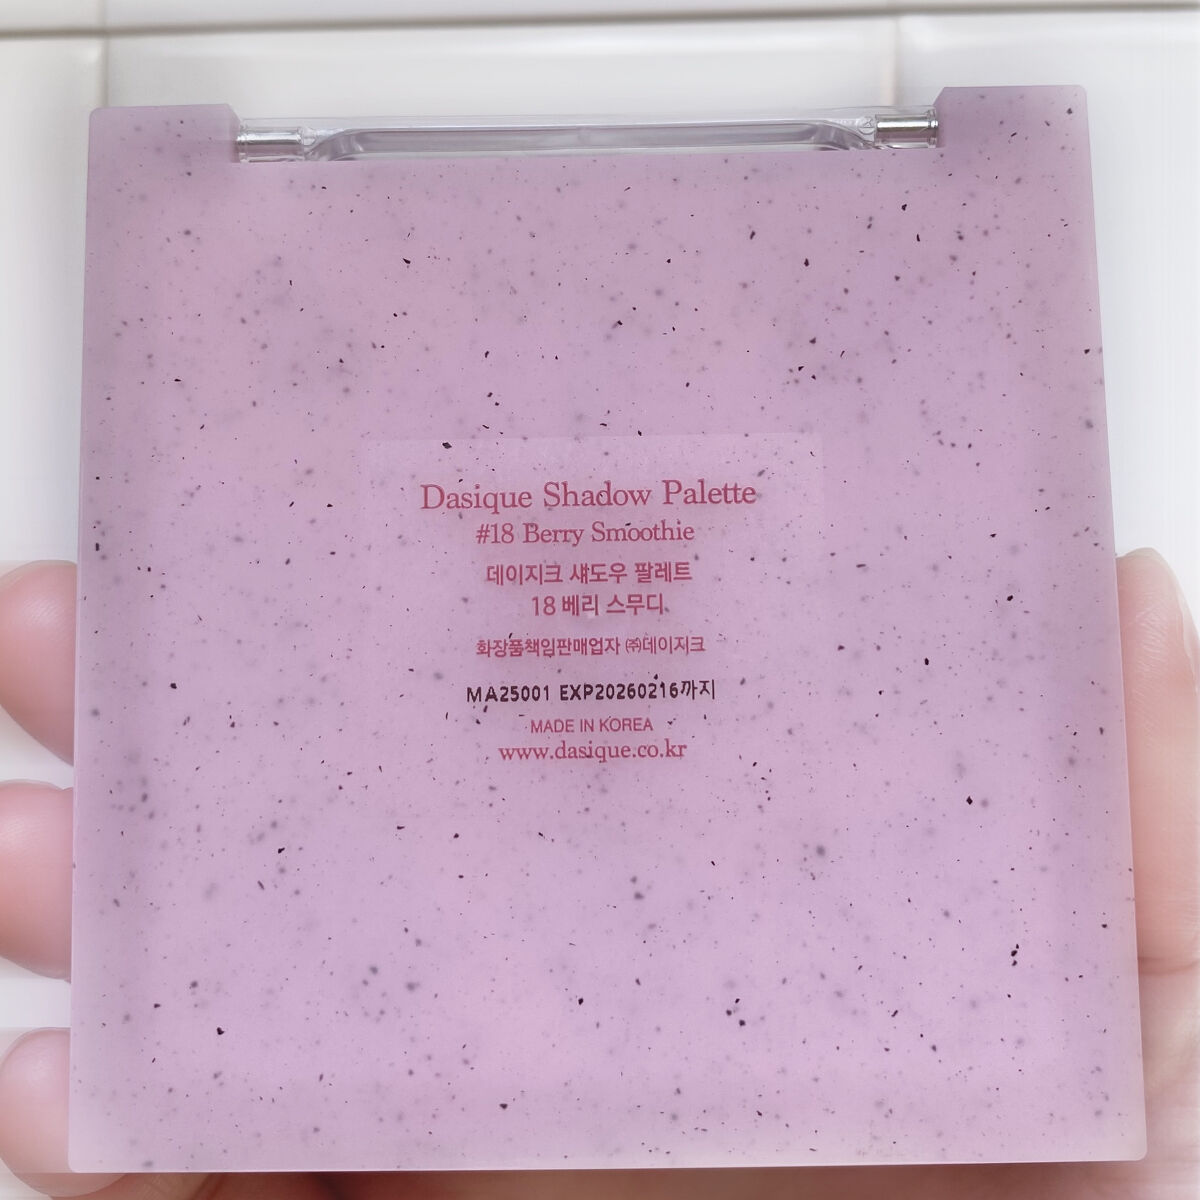 Dasique Shadow Palette
#18 Berry Smoothie
데이지크 섀도우 팔레트
18 베리 스무디
화장품책임판매업자 ㈜데이지크
MA25001 EXP20260216까지
MADE IN KOREA
www.dasique.co.kr